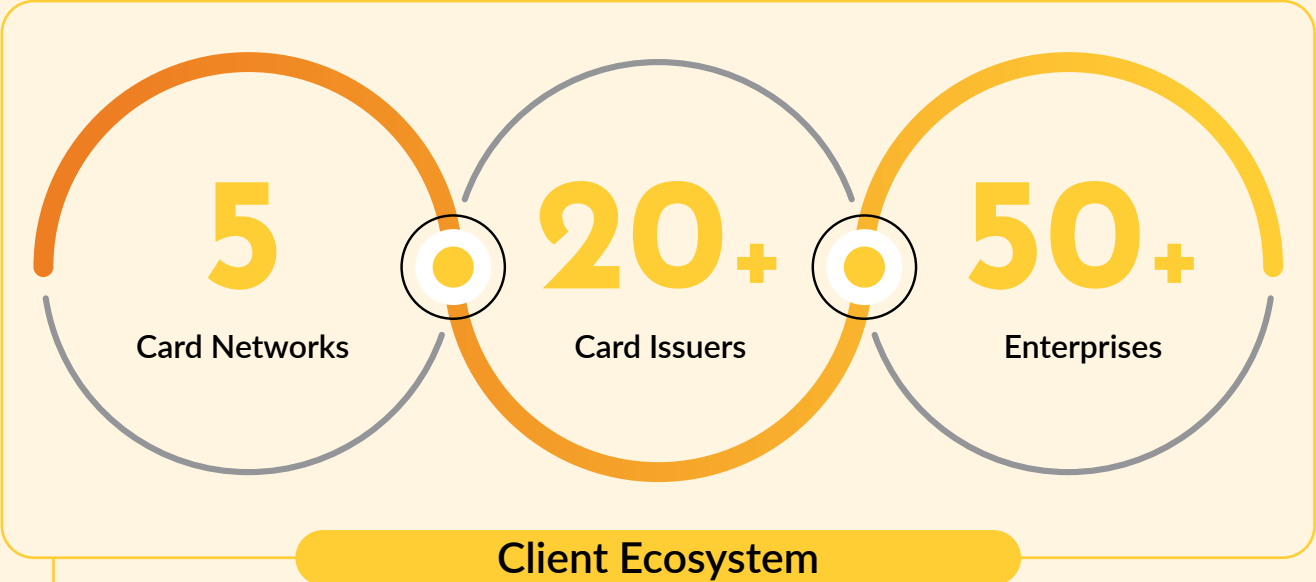 5
20+
50+
Card Networks
Card Issuers
Enterprises
Client Ecosystem